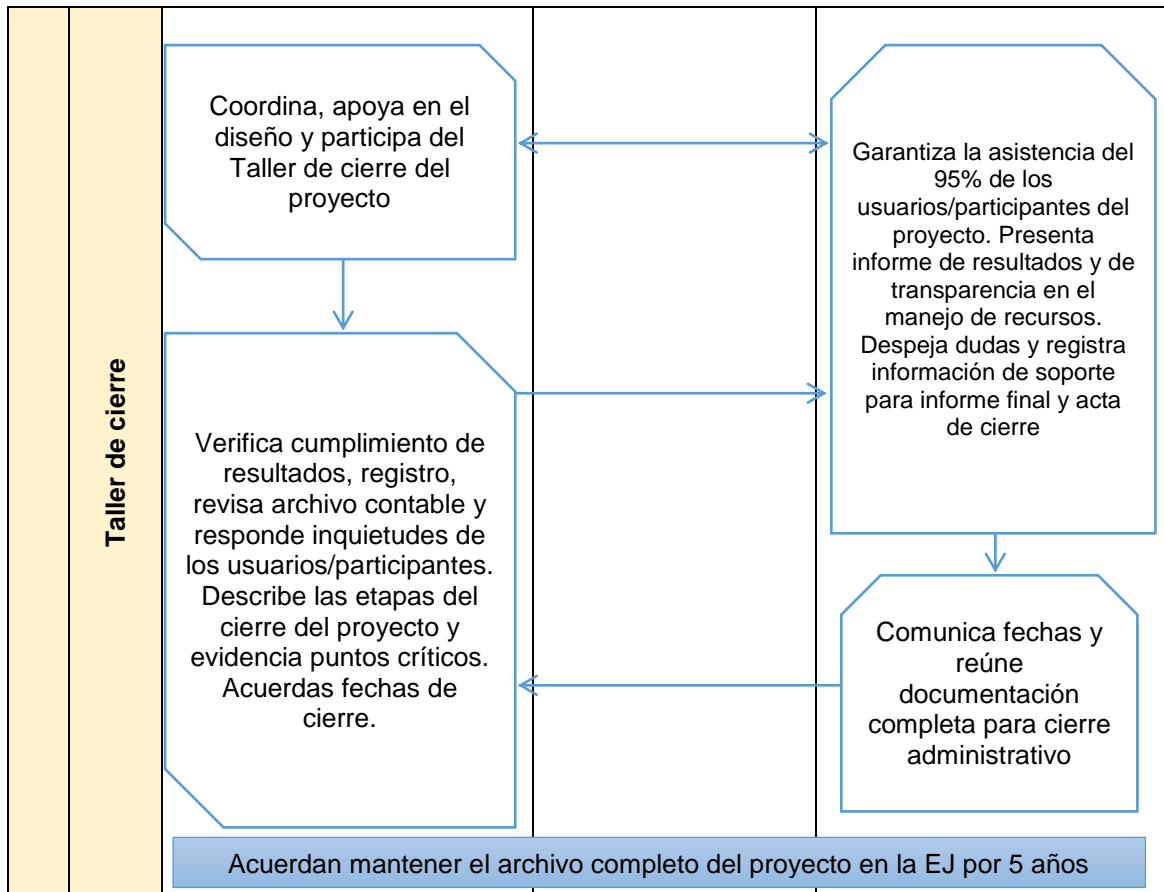 Taller de cierre
Coordina, apoya en el
diseño y participa del
Taller de cierre del
proyecto
Garantiza la asistencia del
95% de los
usuarios/participantes del
proyecto. Presenta
informe de resultados y de
transparencia en el
manejo de recursos.
Despeja dudas y registra
información de soporte
para informe final y acta
de cierre
Verifica cumplimiento de
resultados, registro,
revisa archivo contable y
responde inquietudes de
los usuarios/participantes.
Describe las etapas del
cierre del proyecto y
evidencia puntos críticos.
Acuerdas fechas de
cierre.
Comunica fechas y
reúne
documentación
completa para cierre
administrativo
Acuerdan mantener el archivo completo del proyecto en la EJ por 5 años